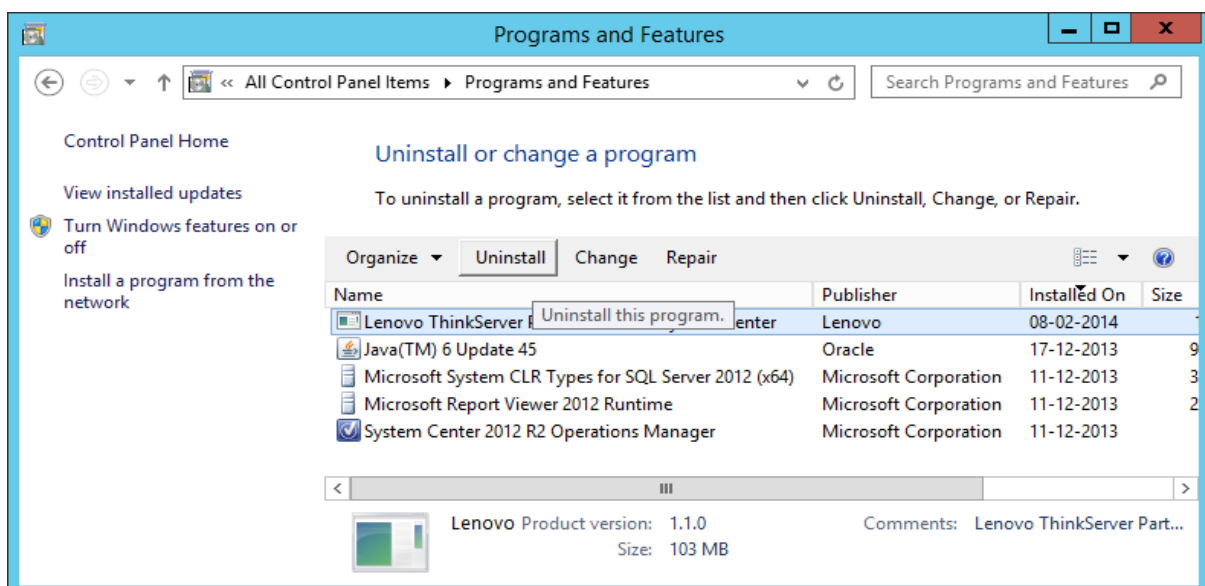 Programs and Features
« All Control Panel Items ▸ Programs and Features
Search Programs and Features
Control Panel Home
View installed updates
Turn Windows features on or
off
Install a program from the
network
Uninstall or change a program
To uninstall a program, select it from the list and then click Uninstall, Change, or Repair.
Organize Uninstall Change Repair
Name Publisher Installed On Size
Uninstall this program.
Lenovo ThinkServer Lenovo 08-02-2014
Java(TM) 6 Update 45 Oracle 17-12-2013 9
Microsoft System CLR Types for SQL Server 2012 (x64) Microsoft Corporation 11-12-2013 3
Microsoft Report Viewer 2012 Runtime Microsoft Corporation 11-12-2013 2
System Center 2012 R2 Operations Manager Microsoft Corporation 11-12-2013
Lenovo Product version: 1.1.0 Comments: Lenovo ThinkServer Part...
Size: 103 MB